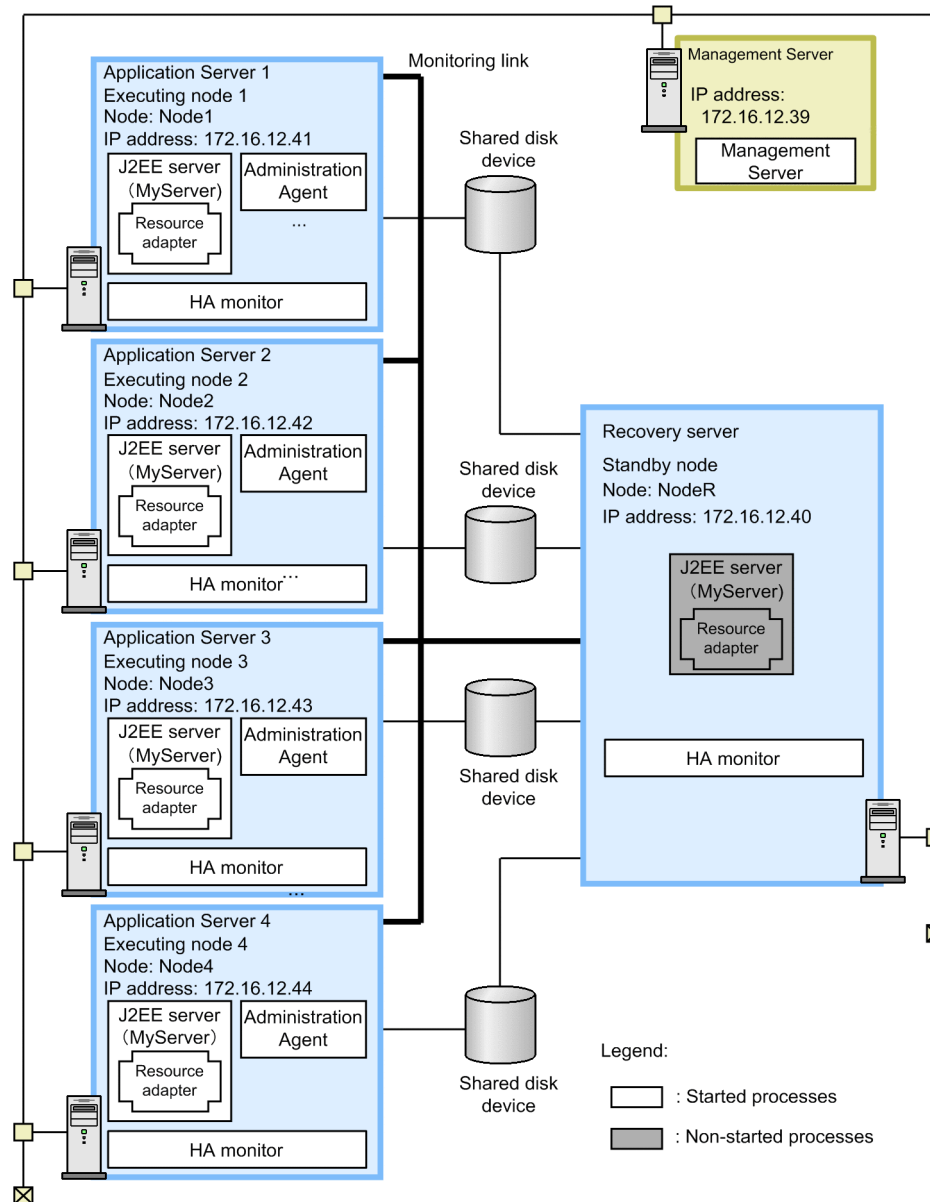 Monitoring link
Management Server
IP address:
172.16.12.39
Management
Server
Application Server 1
Executing node 1
Node: Node1
IP address: 172.16.12.41
J2EE server
(MyServer)
Resource
adapter
Administration
Agent
...
HA monitor
Shared disk
device
Application Server 2
Executing node 2
Node: Node2
IP address: 172.16.12.42
J2EE server
(MyServer)
Resource
adapter
Administration
Agent
HA monitor
...
Shared disk
device
Recovery server
Standby node
Node: NodeR
IP address: 172.16.12.40
J2EE server
(MyServer)
Resource
adapter
HA monitor
Application Server 3
Executing node 3
Node: Node3
IP address: 172.16.12.43
J2EE server
(MyServer)
Resource
adapter
Administration
Agent
HA monitor
...
Shared disk
device
Application Server 4
Executing node 4
Node: Node4
IP address: 172.16.12.44
J2EE server
(MyServer)
Resource
adapter
Administration
Agent
HA monitor
Shared disk
device
Legend:
: Started processes
: Non-started processes